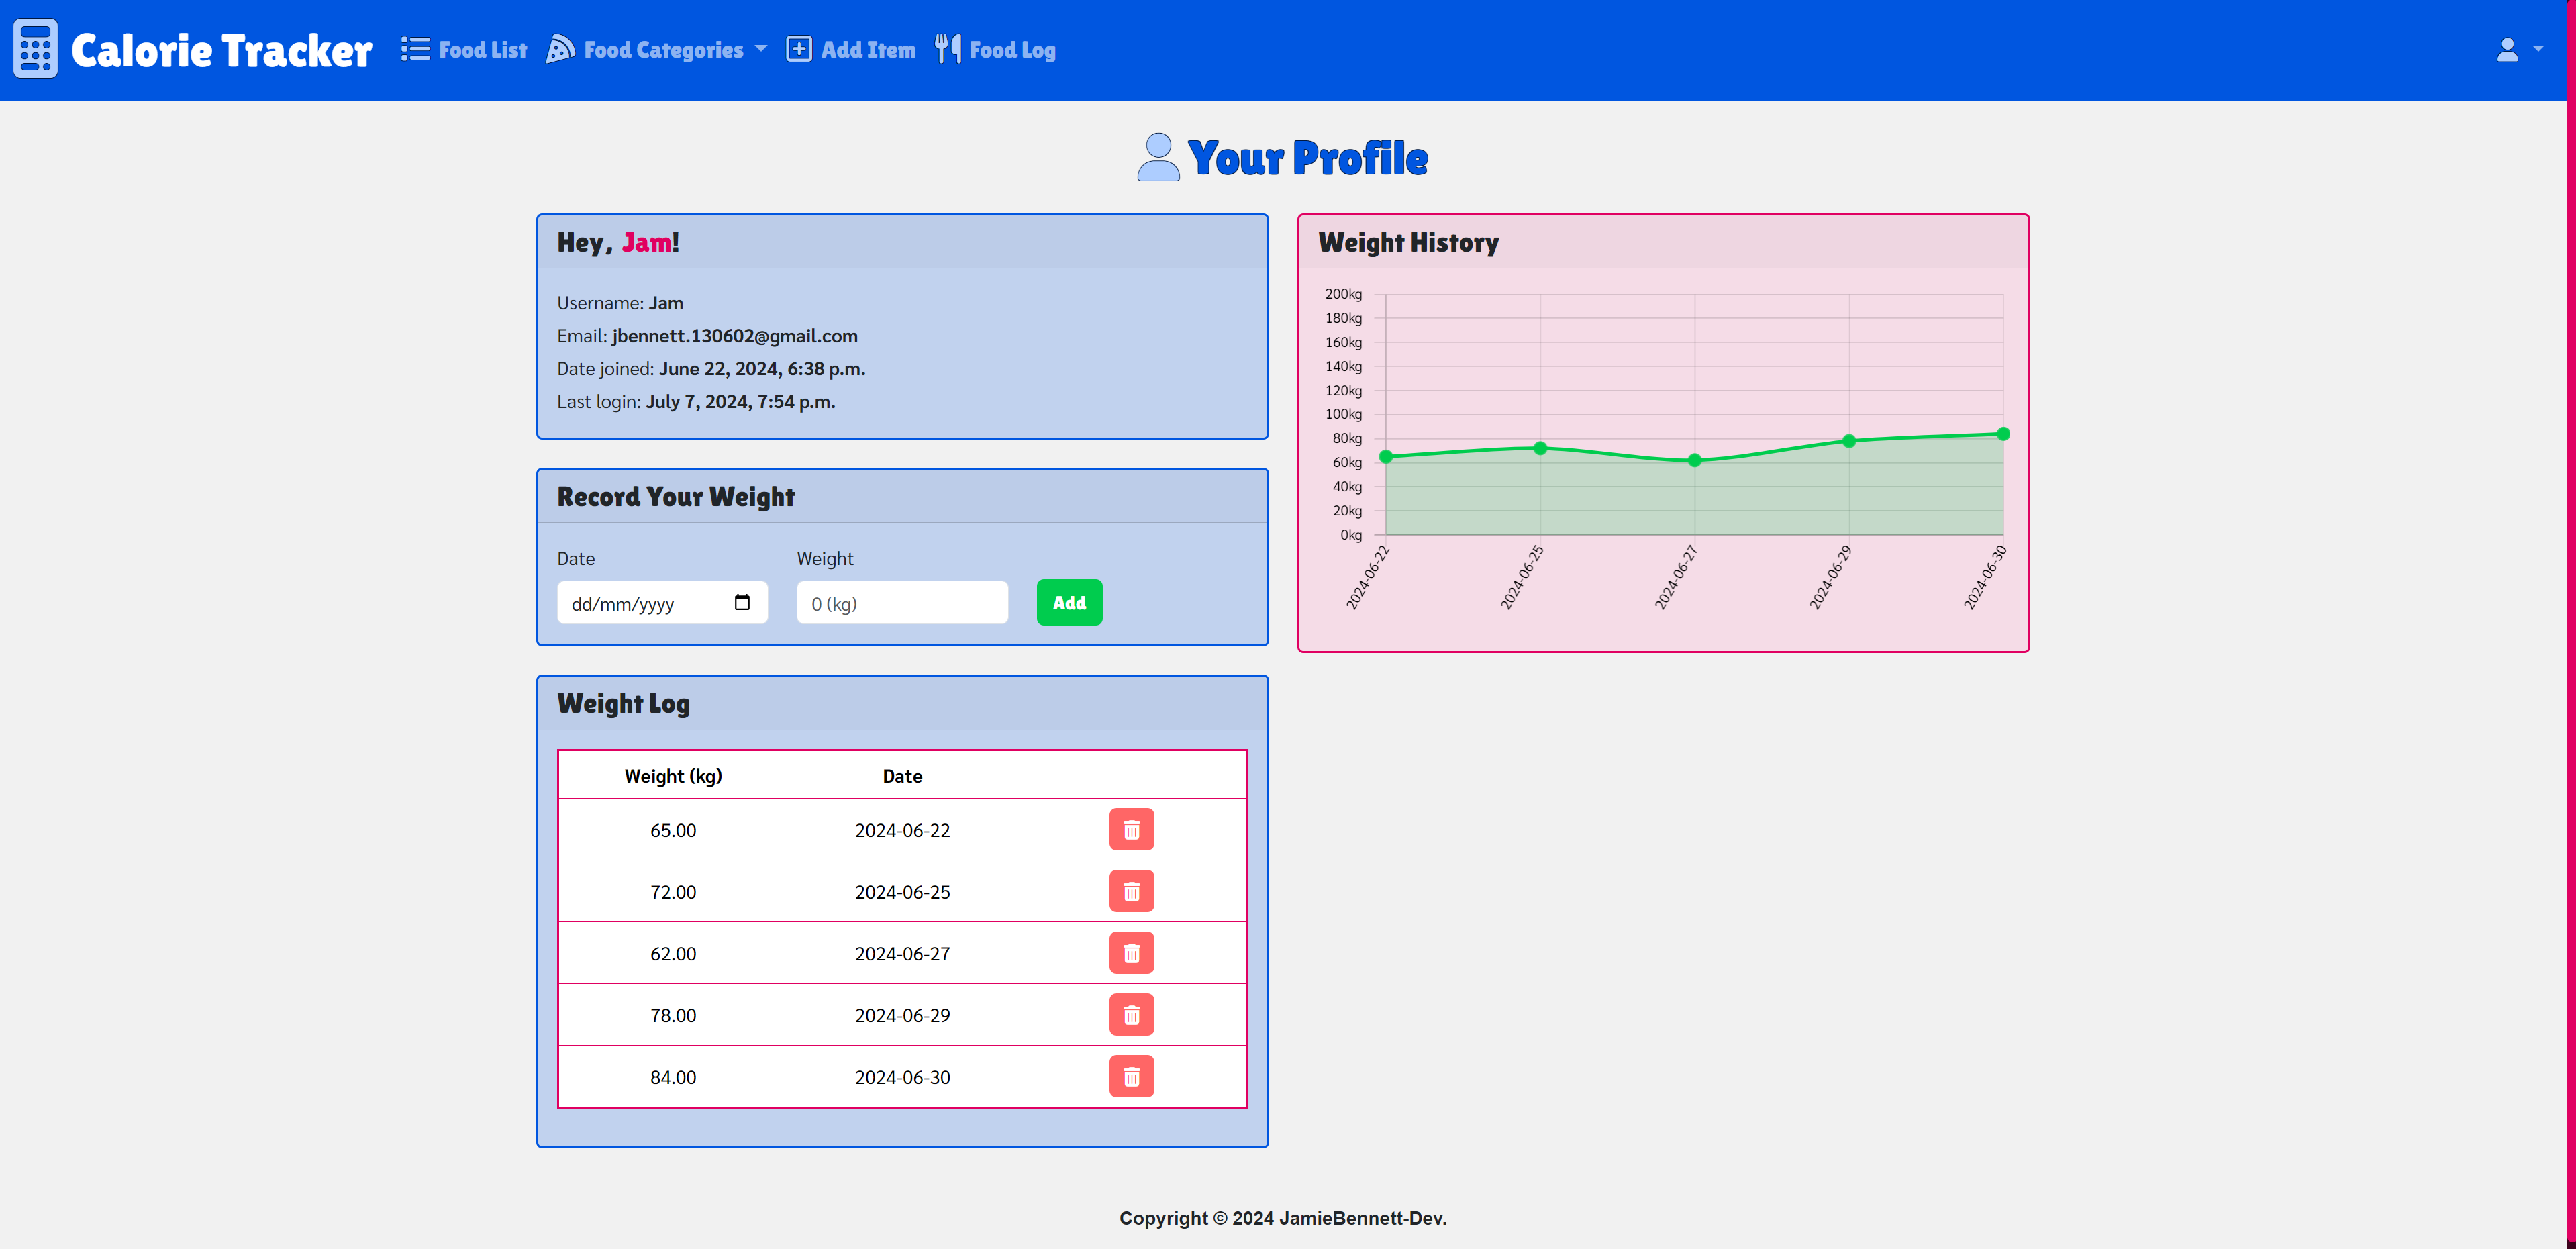 Calorie Tracker Food List Food Categories Add Item Food Log
Your Profile
Hey, Jam!
Username: Jam
Email: jbennett.130602@gmail.com
Date joined: June 22, 2024, 6:38 p.m.
Last login: July 7, 2024, 7:54 p.m.
Record Your Weight
Date Weight
dd/mm/yyyy 0 (kg) Add
Weight Log
Weight (kg) Date
65.00 2024-06-22
72.00 2024-06-25
62.00 2024-06-27
78.00 2024-06-29
84.00 2024-06-30
Weight History
200kg
180kg
160kg
140kg
120kg
100kg
80kg
60kg
40kg
20kg
0kg
2024-06-22 2024-06-25 2024-06-27 2024-06-29 2024-06-30
Copyright © 2024 JamieBennett-Dev.